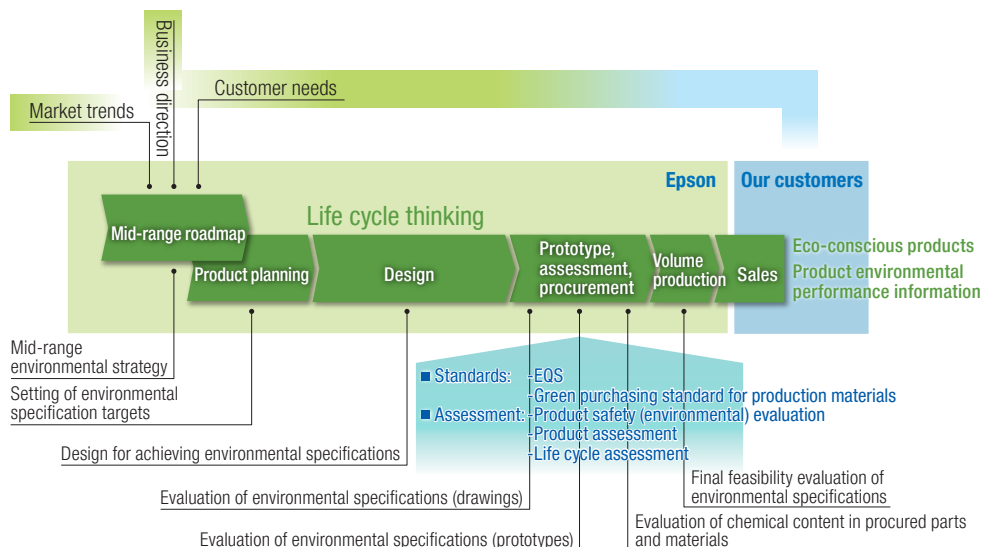 Business direction
Customer needs
Market trends
Epson
Our customers
Life cycle thinking
Mid-range roadmap
Product planning
Design
Prototype,
assessment,
procurement
Volume
production
Sales
Eco-conscious products
Product environmental
performance information
Mid-range
environmental strategy
Setting of environmental
specification targets
■ Standards: -EQS
-Green purchasing standard for production materials
■ Assessment: -Product safety (environmental) evaluation
-Product assessment
-Life cycle assessment
Design for achieving environmental specifications
Evaluation of environmental specifications (drawings)
Final feasibility evaluation of
environmental specifications
Evaluation of environmental specifications (prototypes)
Evaluation of chemical content in procured parts
and materials